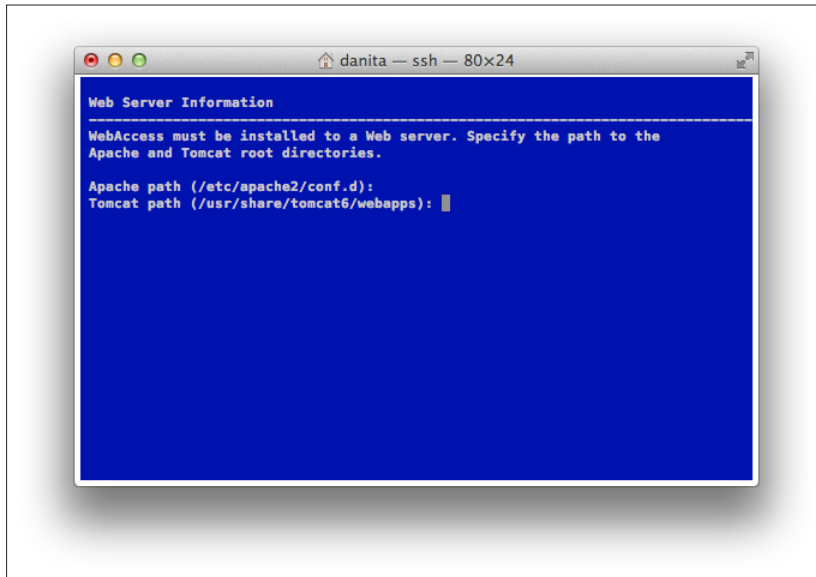 danita — ssh — 80×24
Web Server Information
WebAccess must be installed to a Web server. Specify the path to the
Apache and Tomcat root directories.
Apache path (/etc/apache2/conf.d):
Tomcat path (/usr/share/tomcat6/webapps):